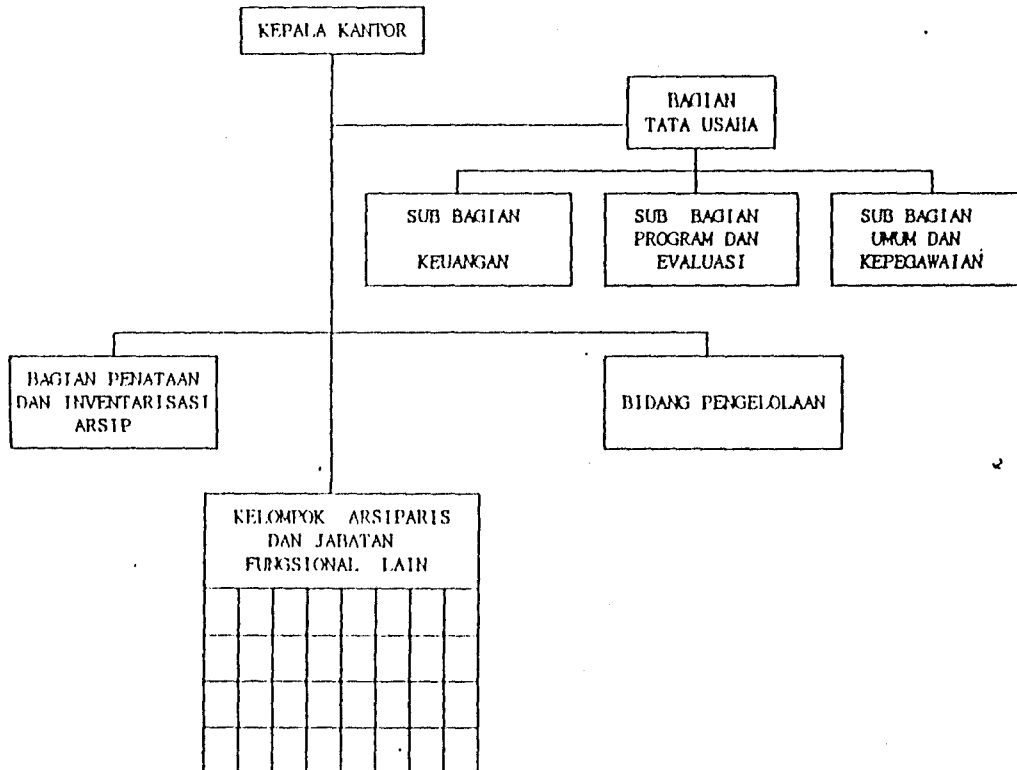 KEPALA KANTOR
BAGIAN
TATA USAHA
SUB BAGIAN
KEUANGAN
SUB BAGIAN
PROGRAM DAN
EVALUASI
SUB BAGIAN
UMUM DAN
KEPEGAWAIAN
BAGIAN PENATAAN
DAN INVENTARISASI
ARSIP
BIDANG PENGELOLAAN
KELOMPOK ARSIPARIS
DAN JABATAN
FUNGSIONAL LAIN